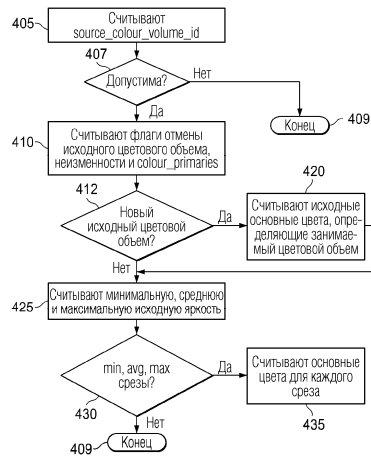 405
Считывают
source_colour_volume_id
407
Допустима?
Нет
Да
Конец
409
410
Считывают флаги отмены
исходного цветового объема,
неизменности и colour_primaries
412
Новый
исходный цветовой
объем?
Да
Нет
420
Считывают исходные
основные цвета, опре-
деляющие занимае-
мый цветовой объем
425
Считывают минимальную, среднюю
и максимальную исходную яркость
min, avg, max
срезы?
430
Да
Нет
Считывают основные
цвета для каждого
среза
435
409
Конец